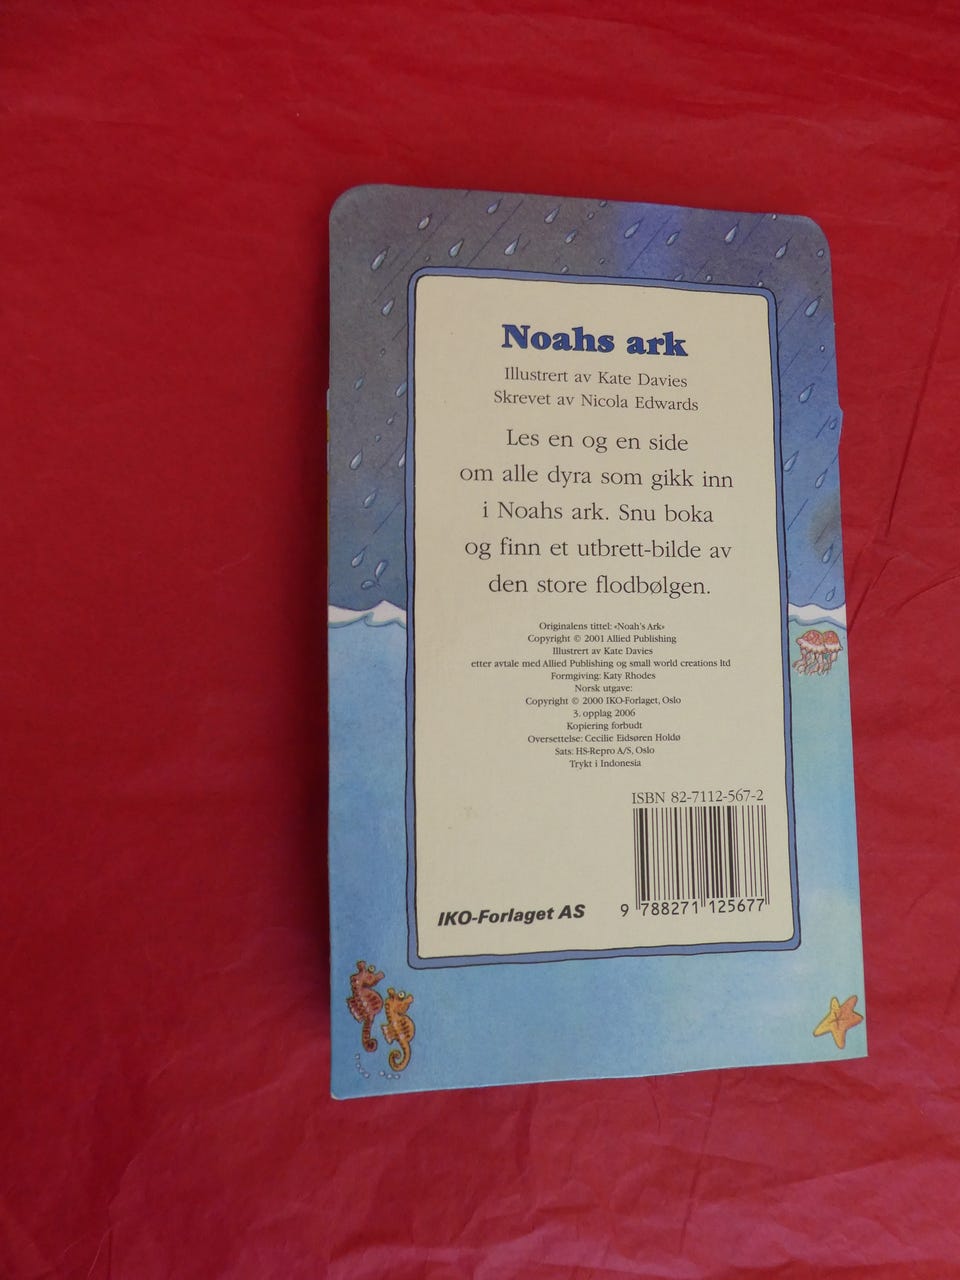 Noahs ark
Illustrert av Kate Davies
Skrevet av Nicola Edwards
Les en og en side
om alle dyra som gikk inn
i Noahs ark. Snu boka
og finn et utbrett-bilde av
den store flodbølgen.
Originalens tittel: «Noah's Ark»
Copyright © 2001 Allied Publishing
Illustrert av Kate Davies
etter avtale med Allied Publishing og small world creations ltd
Formgiving: Katy Rhodes
Norsk utgave:
Copyright © 2000 IKO-Forlaget, Oslo
3. opplag 2006
Kopiering forbudt
Oversettelse: Cecilie Eidsøren Holdø
Sats: HS-Repro A/S, Oslo
Trykt i Indonesia
ISBN 82-7112-567-2
9 788271 125677
IKO-Forlaget AS